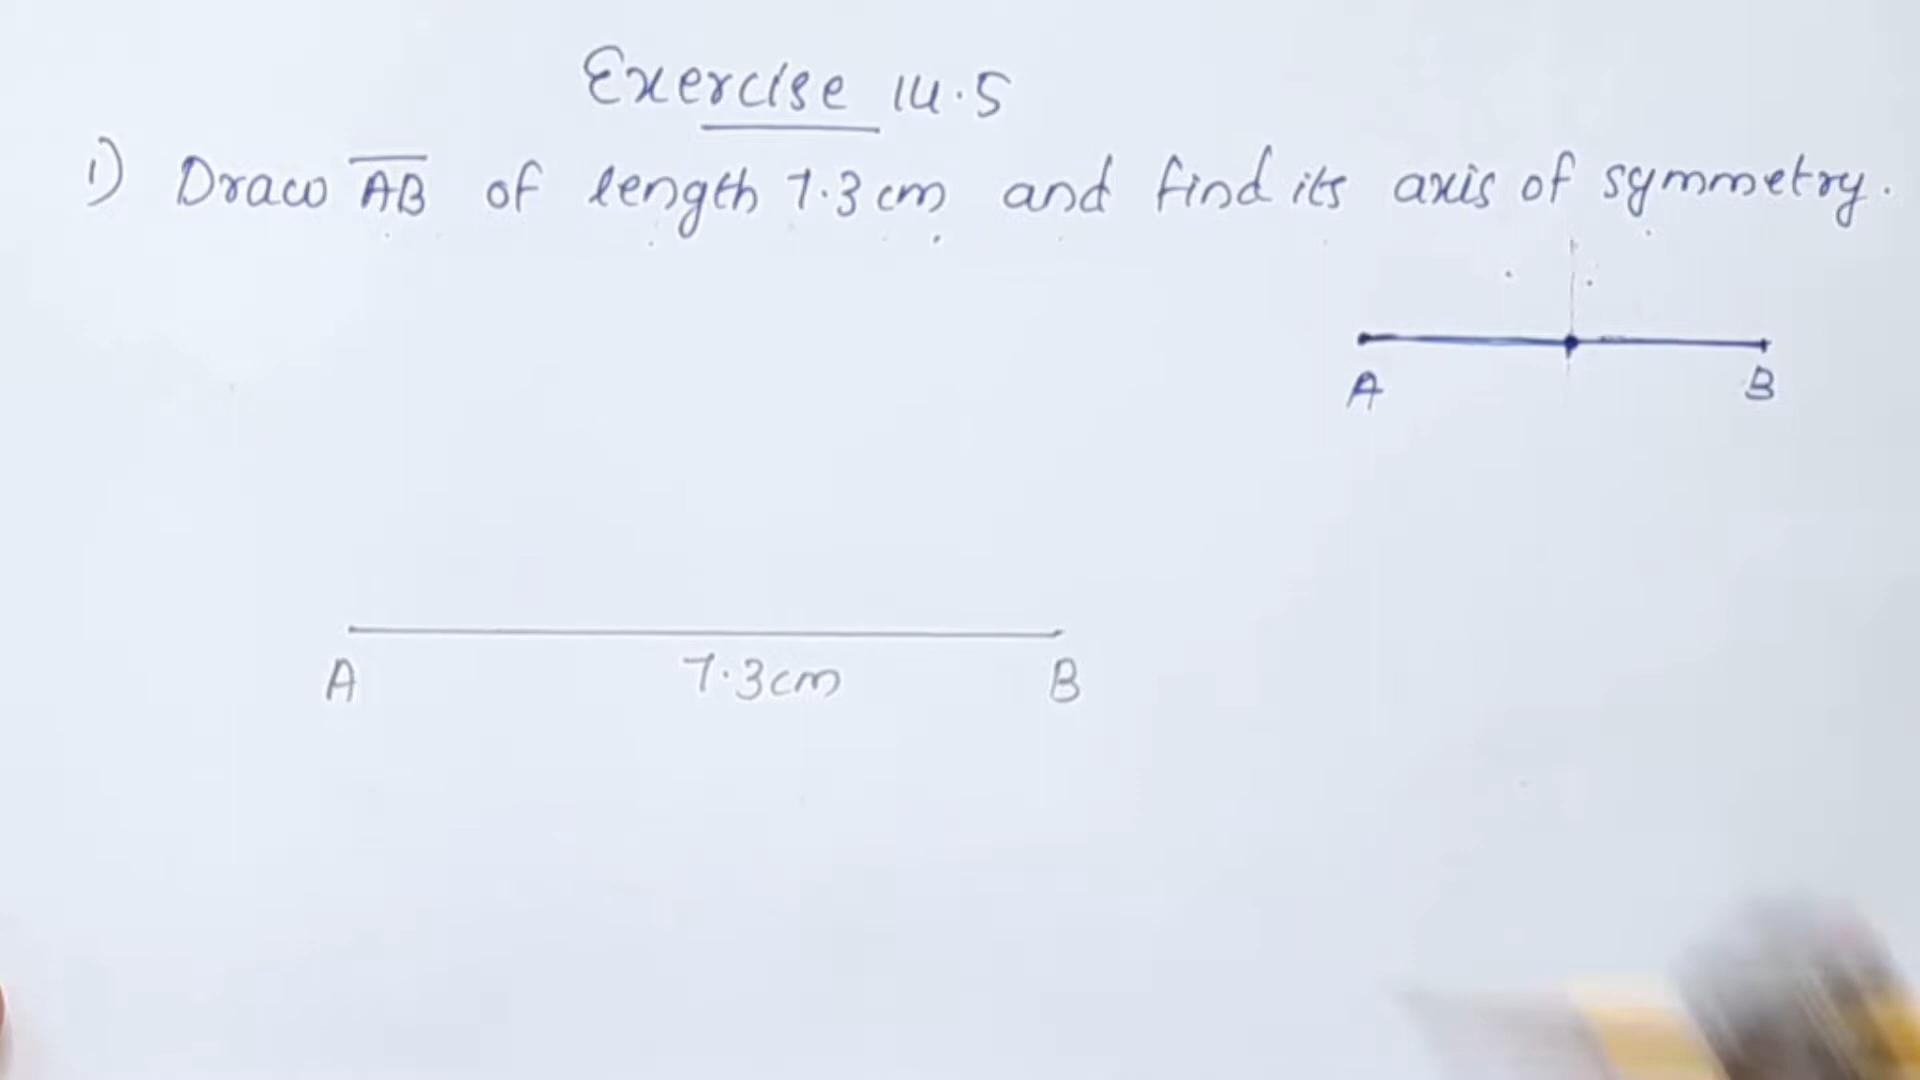 Exercise 14.5
1) Draw AB of length 7.3 cm and find its axis of symmetry.
A B
7.3cm
A B